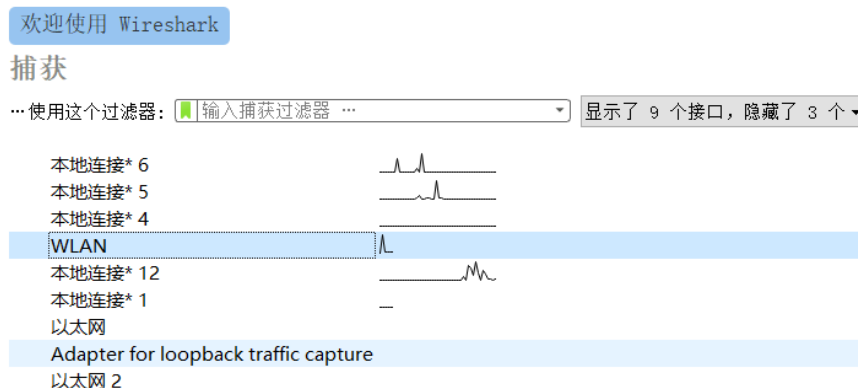 欢迎使用 Wireshark
捕获
…使用这个过滤器: 输入捕获过滤器 … 显示了 9 个接口, 隐藏了 3 个
本地连接* 6
本地连接* 5
本地连接* 4
WLAN
本地连接* 12
本地连接* 1
以太网
Adapter for loopback traffic capture
以太网 2